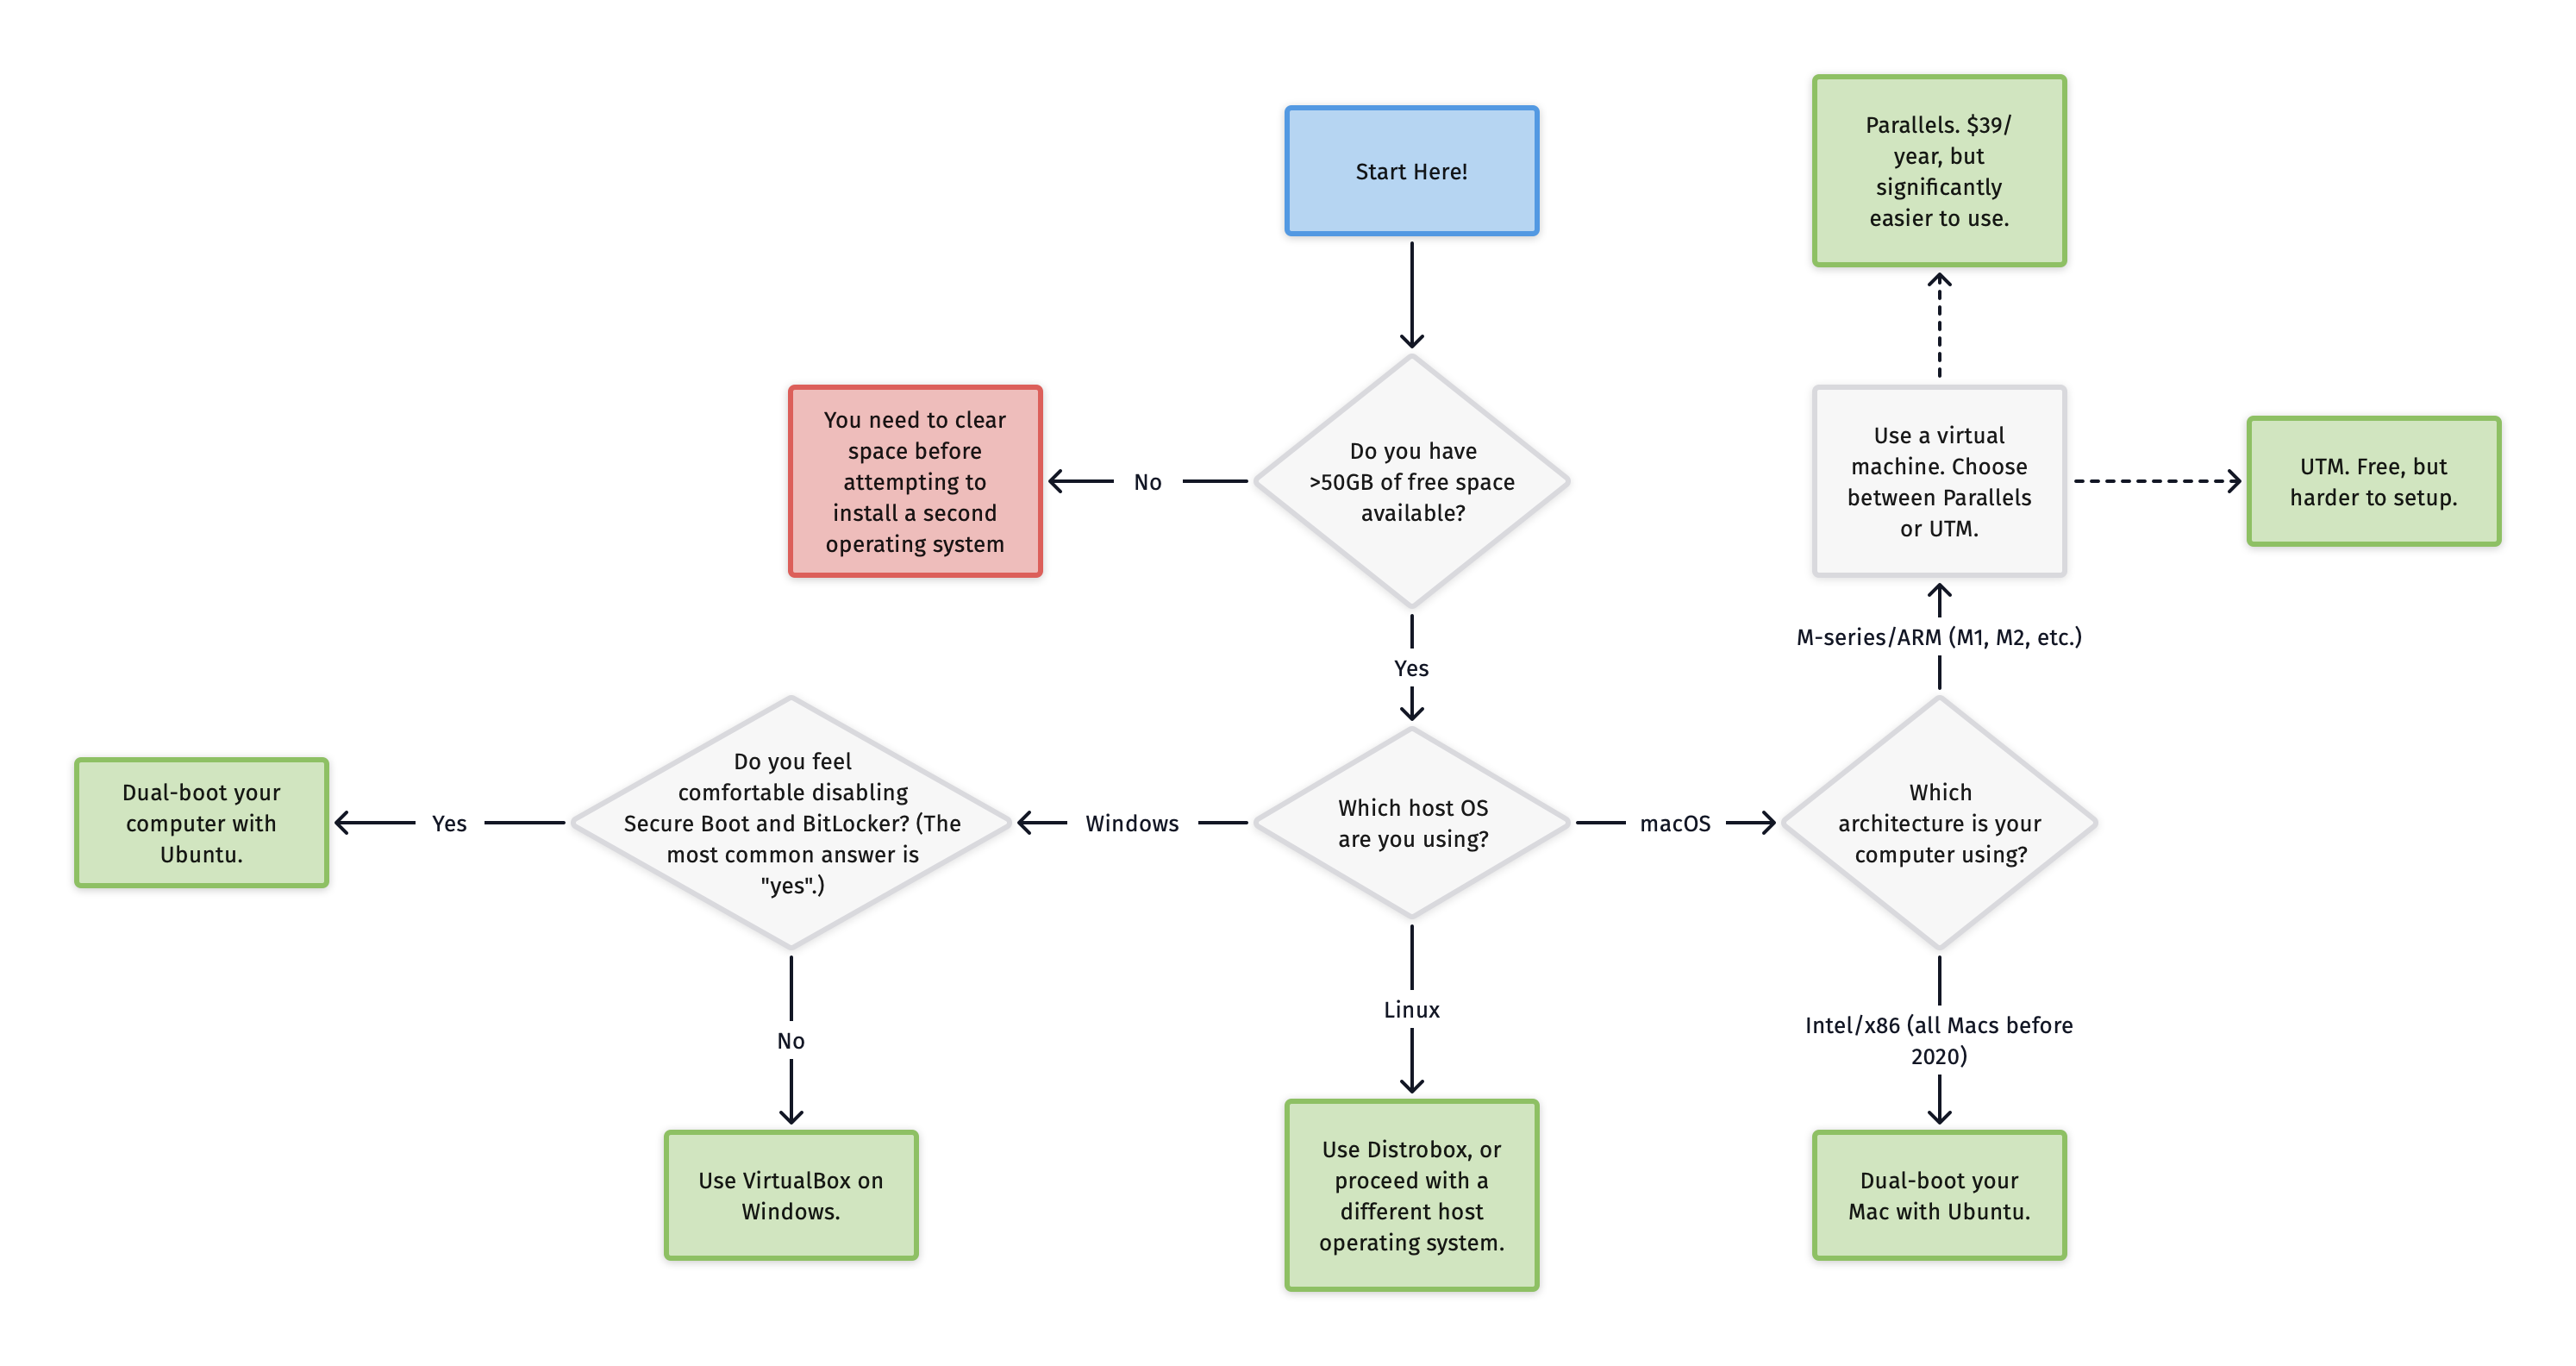 Start Here!
Parallels. $39/
year, but
significantly
easier to use.
You need to clear
space before
attempting to
install a second
operating system
No
Do you have
>50GB of free space
available?
Use a virtual
machine. Choose
between Parallels
or UTM.
UTM. Free, but
harder to setup.
Yes
M-series/ARM (M1, M2, etc.)
Dual-boot your
computer with
Ubuntu.
Yes
Do you feel
comfortable disabling
Secure Boot and BitLocker? (The
most common answer is
"yes".)
Windows
Which host OS
are you using?
macOS
Which
architecture is your
computer using?
No
Linux
Intel/x86 (all Macs before
2020)
Use VirtualBox on
Windows.
Use Distrobox, or
proceed with a
different host
operating system.
Dual-boot your
Mac with Ubuntu.